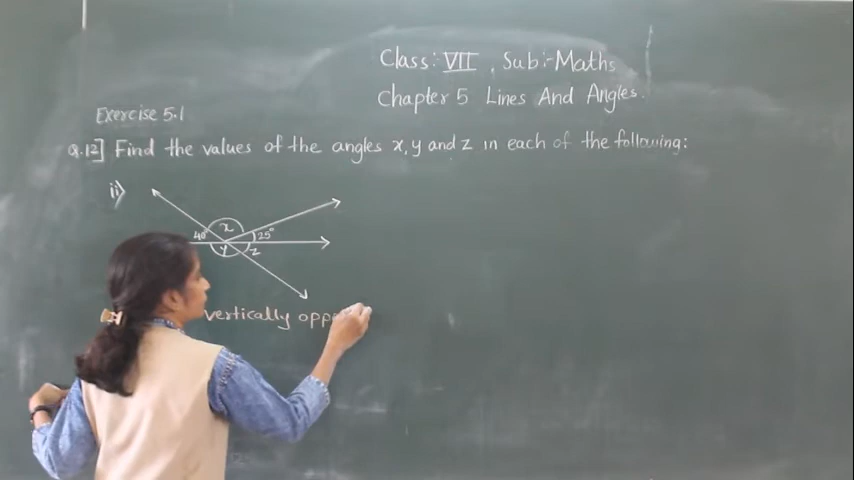 Class: VII, Sub:-Maths
Chapter 5 Lines And Angles.
Exercise 5.1
Q.12] Find the values of the angles x, y and z in each of the following:
ii)
x
40° 25°
y z
vertically opp